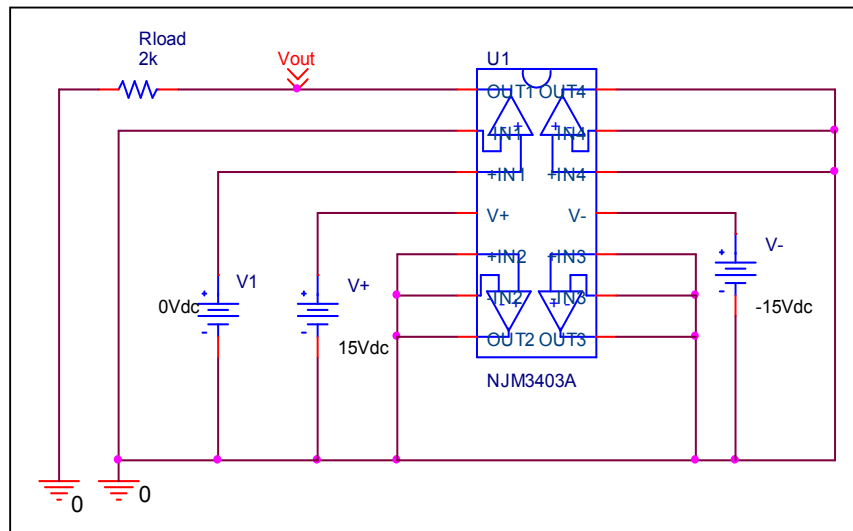 Rload
2k
Vout
U1
OUT1
OUT4
-IN1
-IN4
+IN1
+IN4
V+
V-
+IN2
+IN3
-IN2
-IN3
OUT2
OUT3
NJM3403A
V1
0Vdc
V+
15Vdc
V-
-15Vdc
0
0